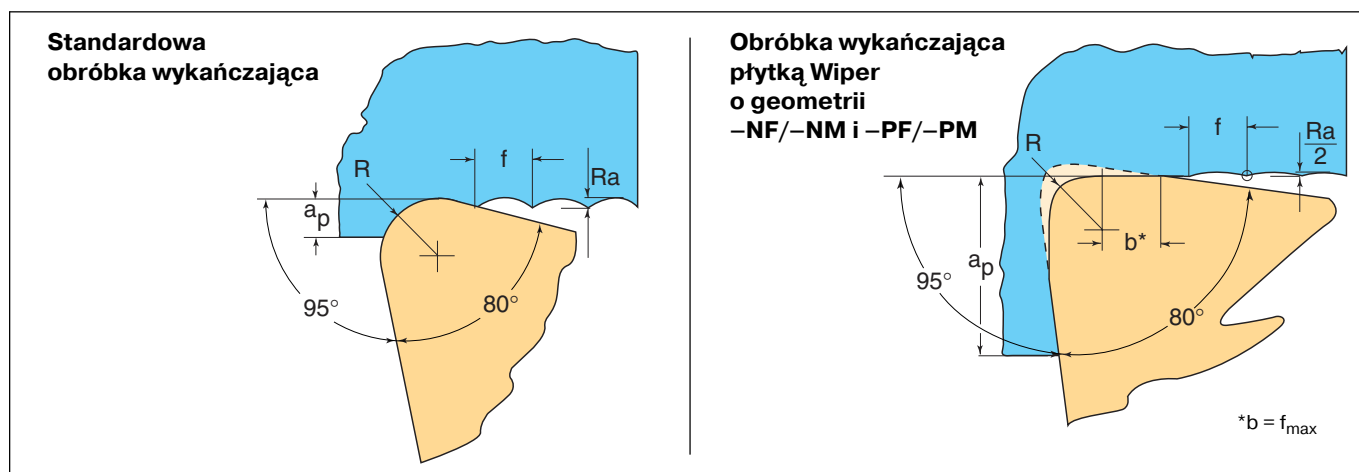 Standardowa
obróbka wykańczająca
f
R
Ra
ap
95°
80°
Obróbka wykańczająca
płytką Wiper
o geometrii
–NF/–NM i –PF/–PM
f
R
Ra
2
b*
ap
95°
80°
*b = fmax